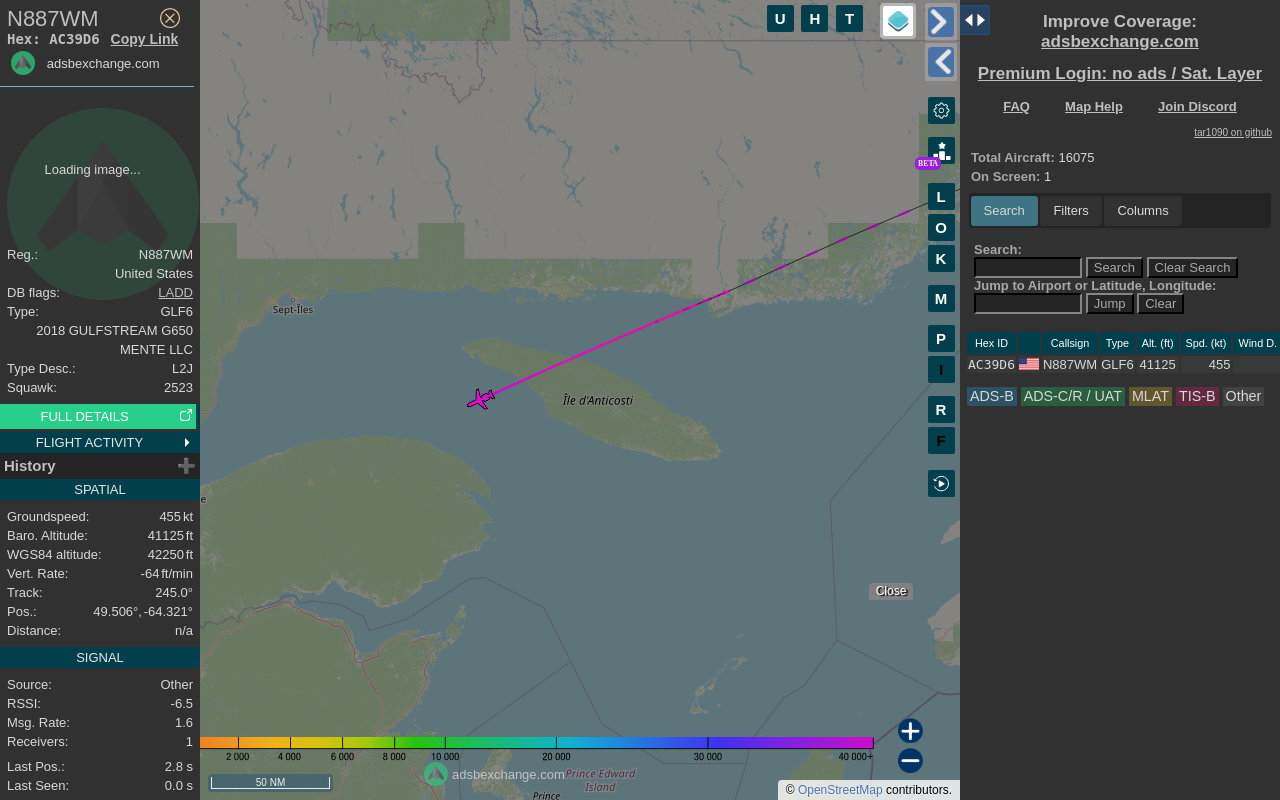 N887WM
Hex: AC39D6 Copy Link
adsbexchange.com
Loading image...
Reg.: N887WM
United States
DB flags: LADD
Type: GLF6
2018 GULFSTREAM G650
MENTE LLC
Type Desc.: L2J
Squawk: 2523
FULL DETAILS
FLIGHT ACTIVITY
History
SPATIAL
Groundspeed: 455 kt
Baro. Altitude: 41125 ft
WGS84 altitude: 42250 ft
Vert. Rate: -64 ft/min
Track: 245.0°
Pos.: 49.506°, -64.321°
Distance: n/a
SIGNAL
Source: Other
RSSI: -6.5
Msg. Rate: 1.6
Receivers: 1
Last Pos.: 2.8 s
Last Seen: 0.0 s
U H T
BETA
L
O
K
M
P
I
R
F
Sept-Îles
Île d'Anticosti
e
Close
2 000 4 000 6 000 8 000 10 000 20 000 30 000 40 000+
50 NM
adsbexchange.com
Prince Edward
Island
Prince
© OpenStreetMap contributors.
Improve Coverage:
adsbexchange.com
Premium Login: no ads / Sat. Layer
FAQ Map Help Join Discord
tar1090 on github
Total Aircraft: 16075
On Screen: 1
Search Filters Columns
Search:
Search Clear Search
Jump to Airport or Latitude, Longitude:
Jump Clear
Hex ID Callsign Type Alt. (ft) Spd. (kt) Wind D.
AC39D6 N887WM GLF6 41125 455
ADS-B ADS-C/R / UAT MLAT TIS-B Other